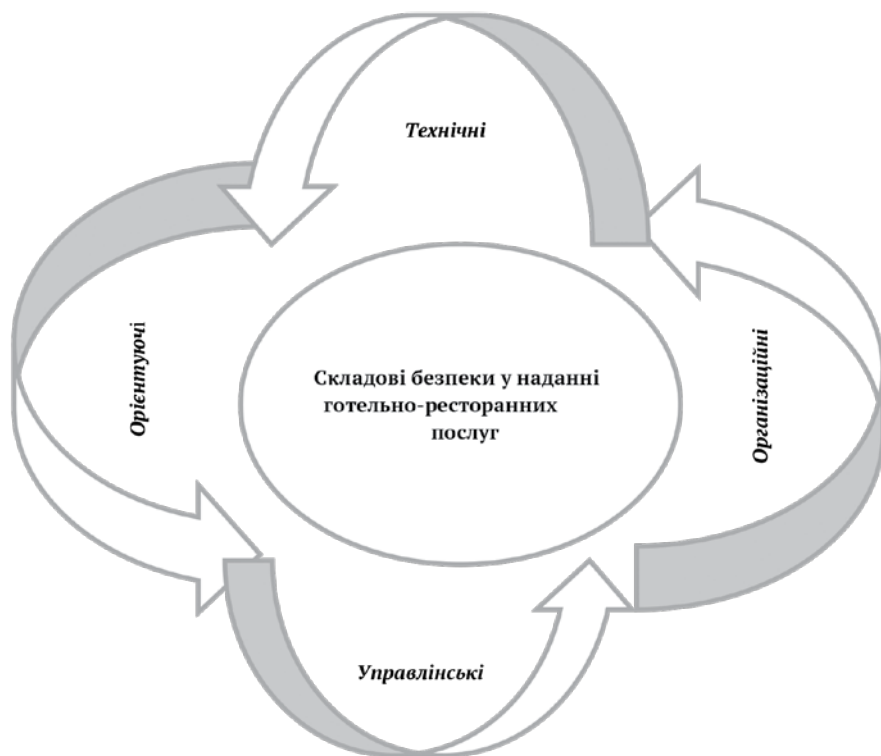 Технічні
Орієнтуючі
Складові безпеки у наданні
готельно-ресторанних
послуг
Організаційні
Управлінські